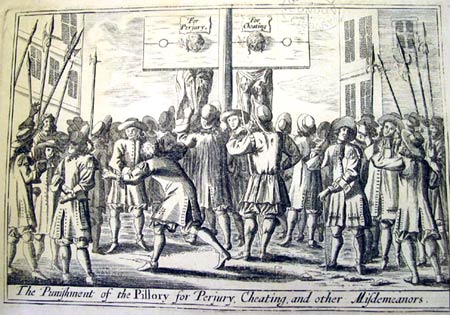 For
Perjury
For
Cheating
The Punishment of the Pillory for Perjury, Cheating, and other Misdemeanors.